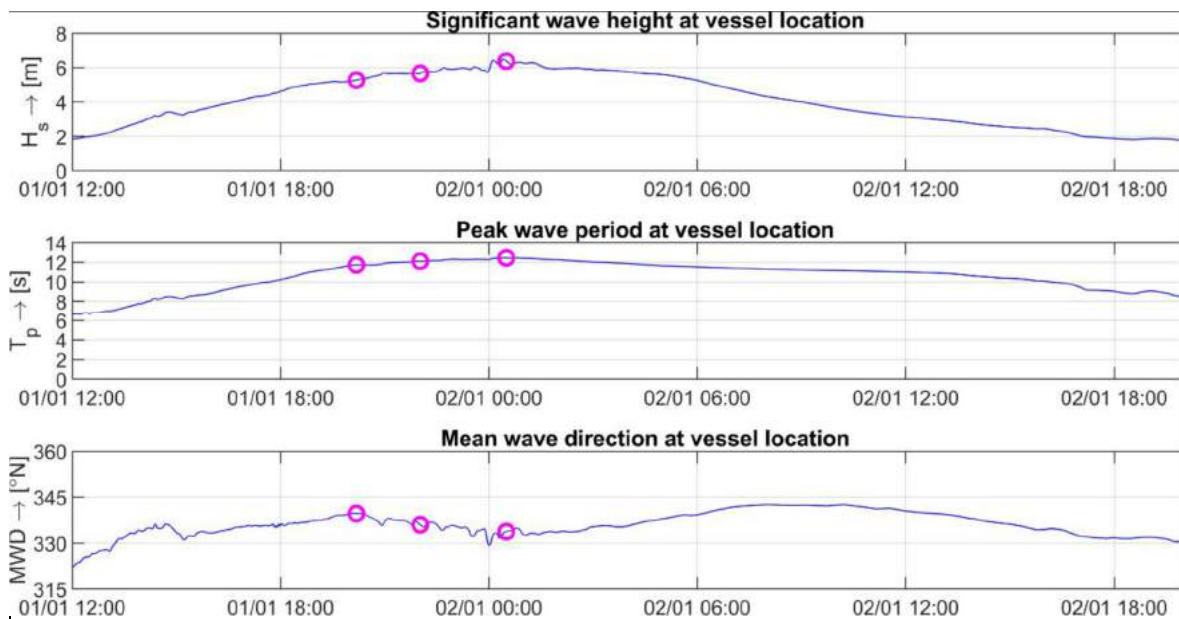 Significant wave height at vessel location
H_s → [m]
8
6
4
2
0
01/01 12:00 01/01 18:00 02/01 00:00 02/01 06:00 02/01 12:00 02/01 18:00
Peak wave period at vessel location
T_p → [s]
14
12
10
8
6
4
2
0
01/01 12:00 01/01 18:00 02/01 00:00 02/01 06:00 02/01 12:00 02/01 18:00
Mean wave direction at vessel location
MWD → [°N]
360
345
330
315
01/01 12:00 01/01 18:00 02/01 00:00 02/01 06:00 02/01 12:00 02/01 18:00